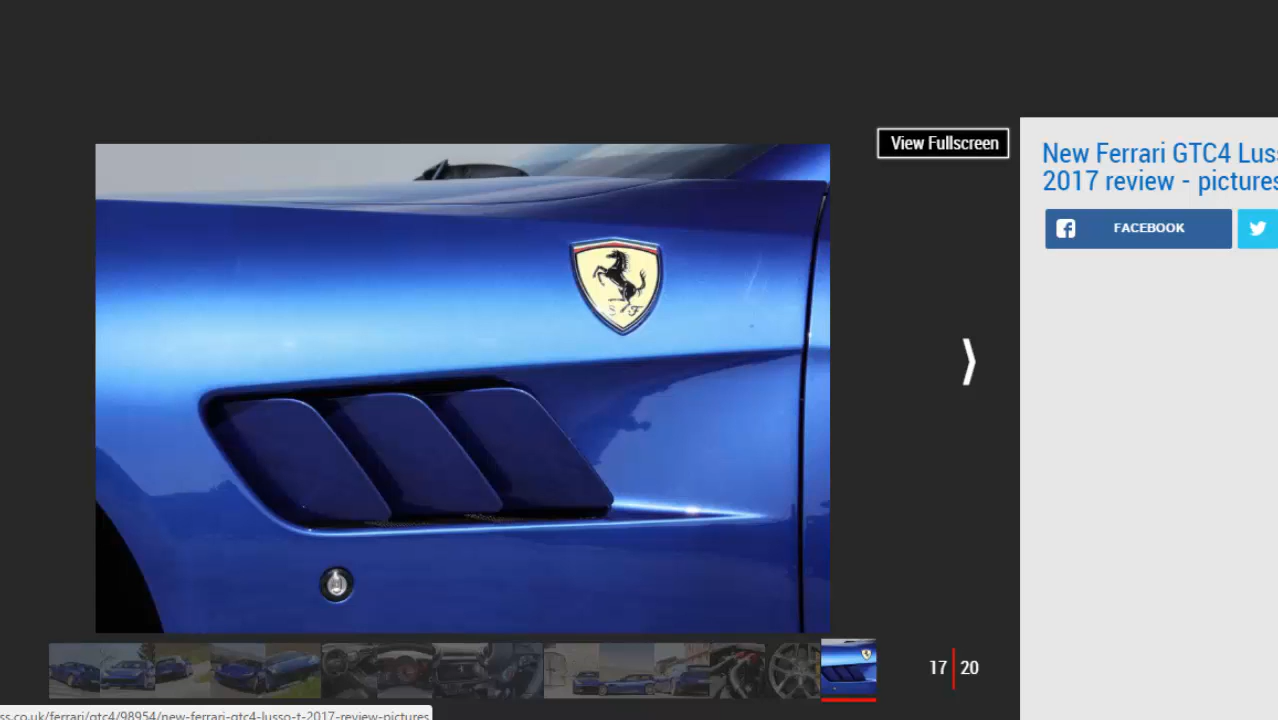 View Fullscreen
New Ferrari GTC4 Luss
2017 review - pictures
FACEBOOK
S F
17 20
ss.co.uk/ferrari/gtc4/98954/new-ferrari-gtc4-lusso-t-2017-review-pictures